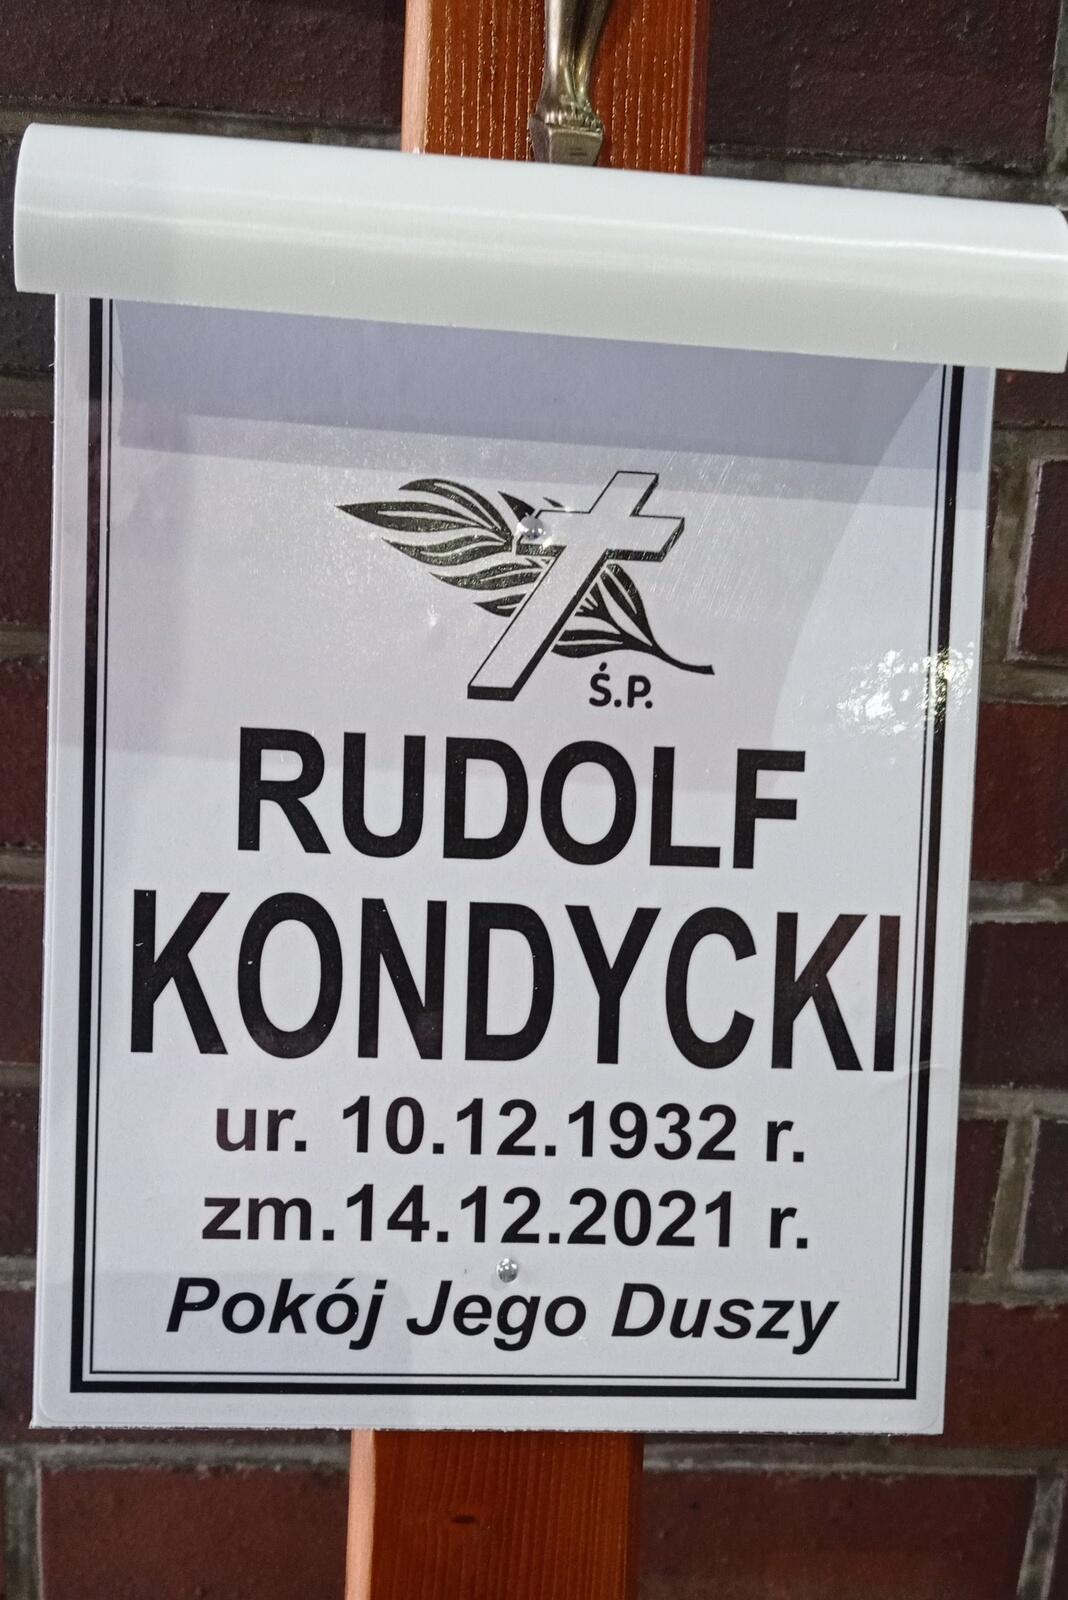 Ś.P.
RUDOLF
KONDYCKI
ur. 10.12.1932 r.
zm.14.12.2021 r.
Pokój Jego Duszy